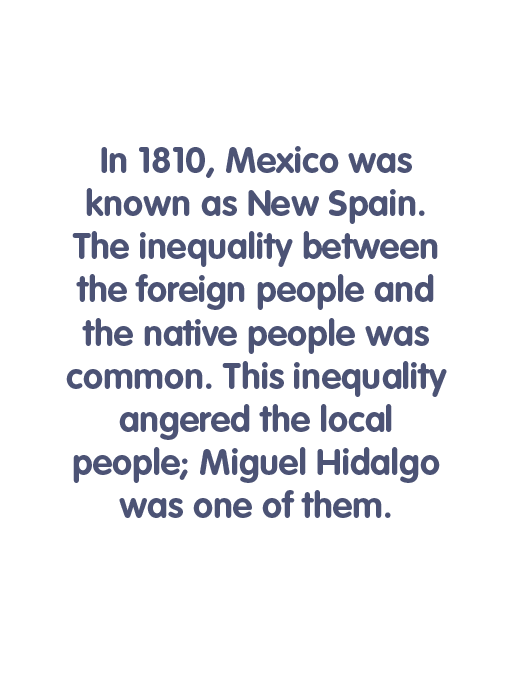 In 1810, Mexico was
known as New Spain.
The inequality between
the foreign people and
the native people was
common. This inequality
angered the local
people; Miguel Hidalgo
was one of them.